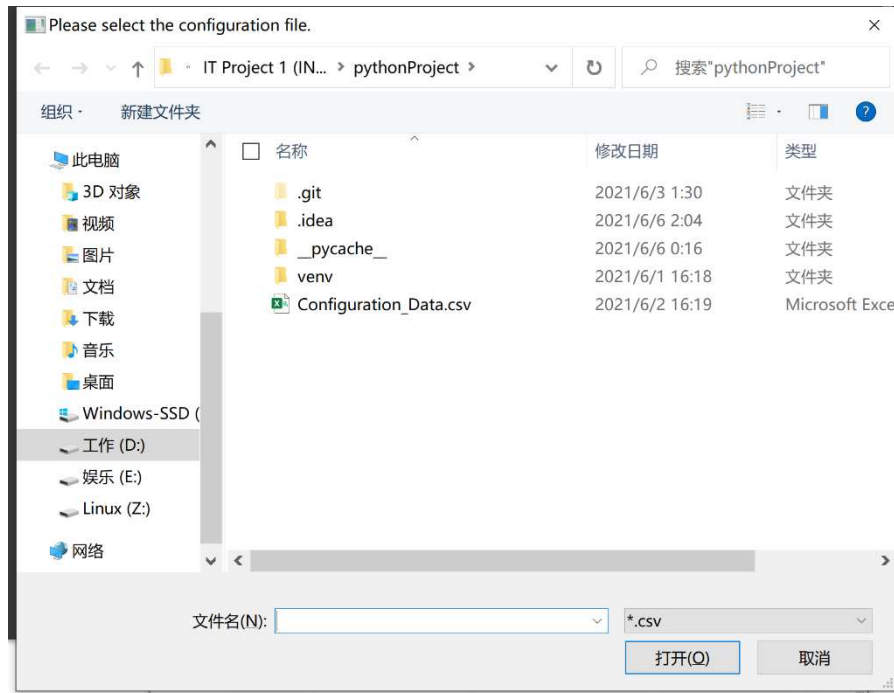 Please select the configuration file.
IT Project 1 (IN... pythonProject
搜索"pythonProject"
组织 新建文件夹
名称 修改日期 类型
此电脑
3D 对象
视频
图片
文档
下载
音乐
桌面
Windows-SSD (
工作 (D:)
娱乐 (E:)
Linux (Z:)
网络
.git 2021/6/3 1:30 文件夹
.idea 2021/6/6 2:04 文件夹
__pycache__ 2021/6/6 0:16 文件夹
venv 2021/6/1 16:18 文件夹
Configuration_Data.csv 2021/6/2 16:19 Microsoft Exce
文件名(N): *.csv
打开(O) 取消